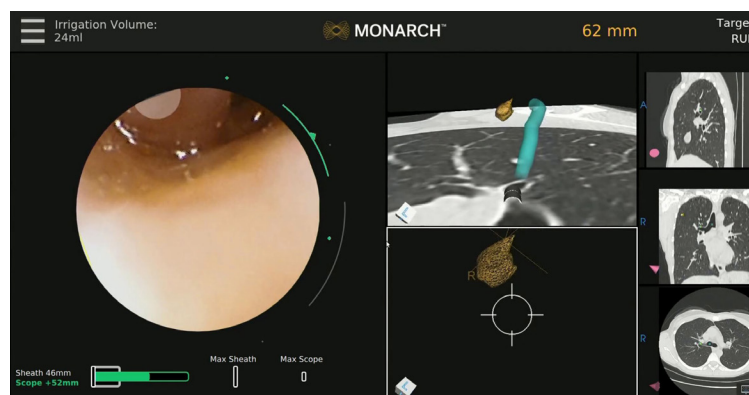 Irrigation Volume:
24ml
MONARCH™
62 mm
Targe
RU
A
R
R
L
R
L
Max Sheath
Max Scope
Sheath 46mm
Scope +52mm